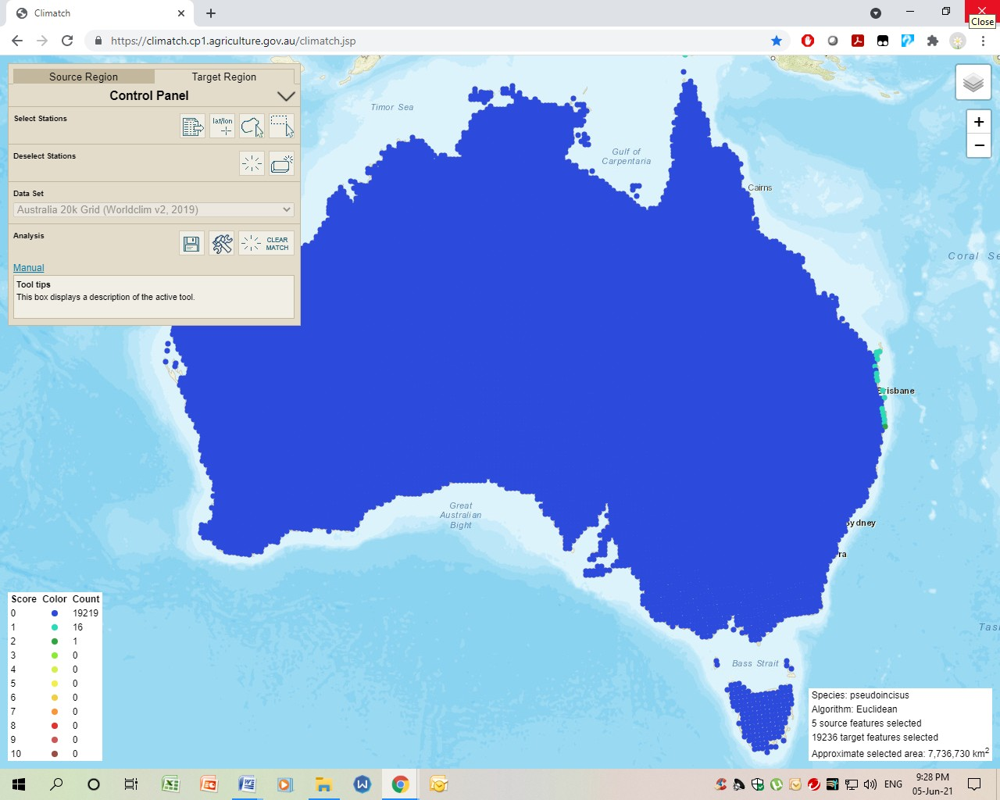 Climatch
Close
https://climatch.cp1.agriculture.gov.au/climatch.jsp
Source Region
Target Region
Control Panel
Select Stations
lat/lon
Deselect Stations
Data Set
Australia 20k Grid (Worldclim v2, 2019)
Analysis
CLEAR
MATCH
Manual
Tool tips
This box displays a description of the active tool.
Timor Sea
Gulf of
Carpentaria
Cairns
+
−
Coral Se
Brisbane
Great
Australian
Bight
Sydney
ra
Tas
Bass Strait
Score Color Count
0 19219
1 16
2 1
3 0
4 0
5 0
6 0
7 0
8 0
9 0
10 0
Species: pseudoincisus
Algorithm: Euclidean
5 source features selected
19236 target features selected
Approximate selected area: 7,736,730 km2
ENG
9:28 PM
05-Jun-21